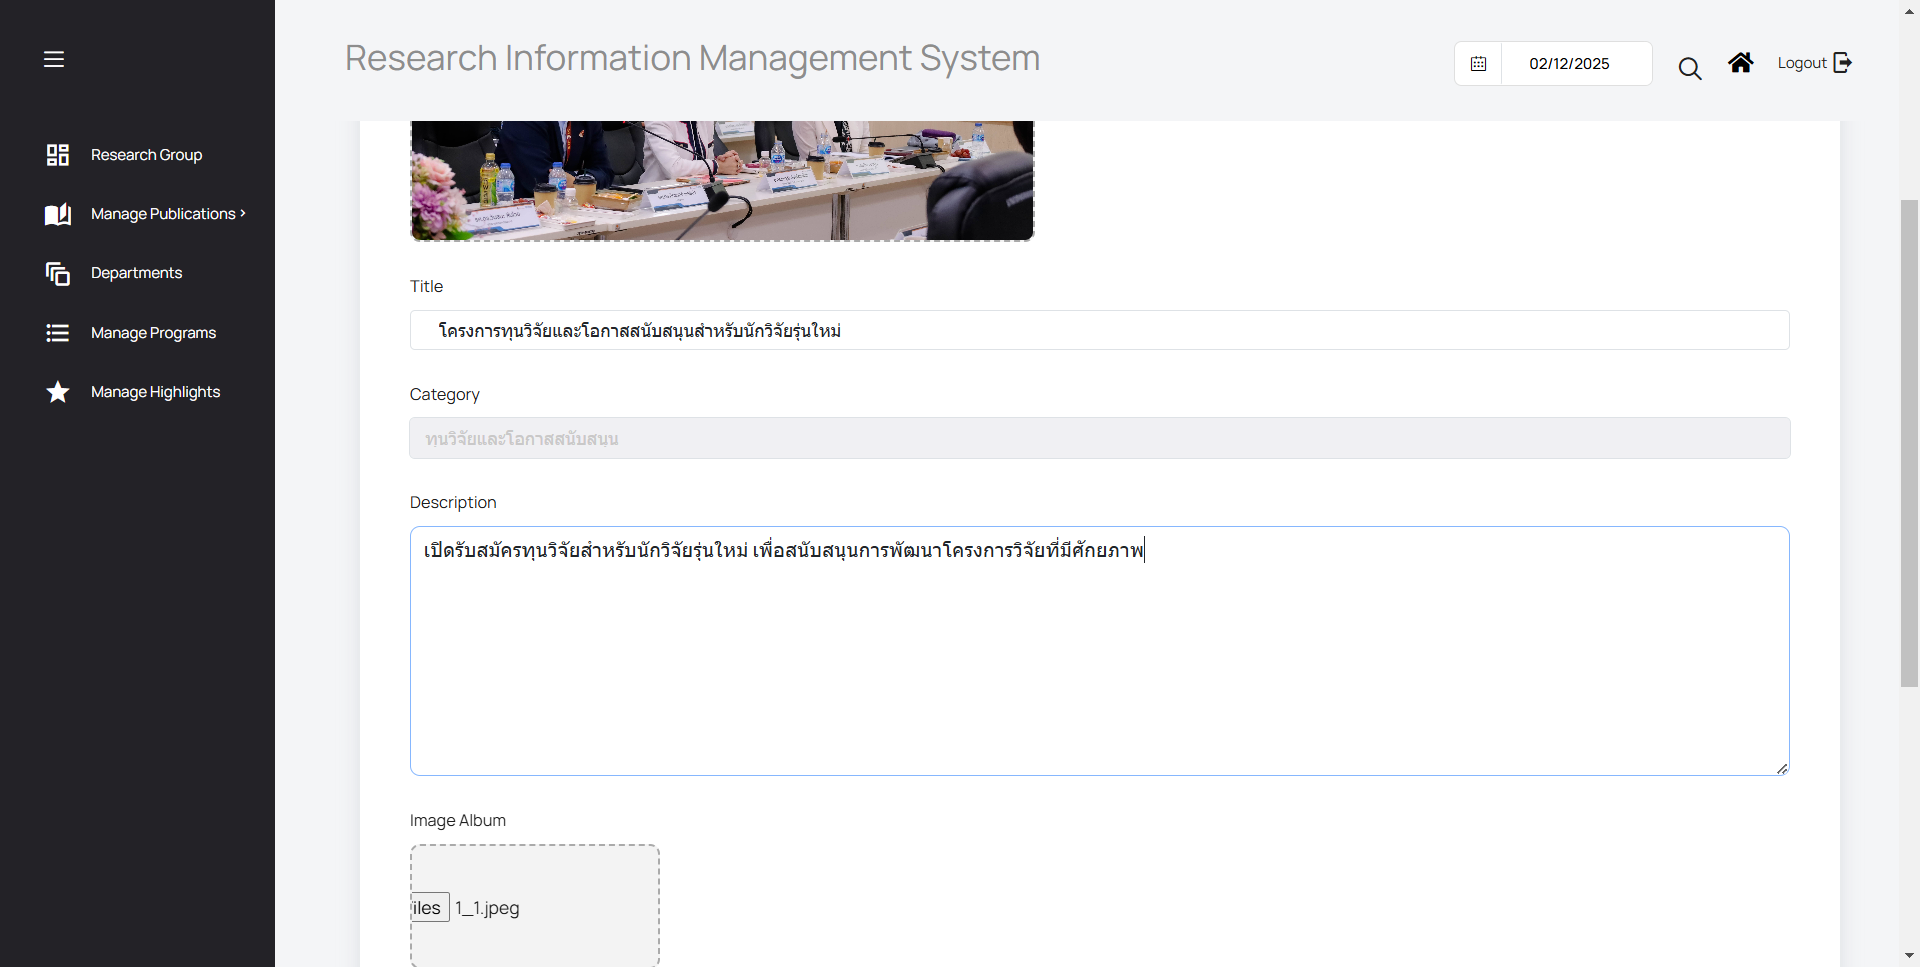 Research Information Management System
02/12/2025
Logout
Research Group
Manage Publications
Departments
Manage Programs
Manage Highlights
Title
โครงการทุนวิจัยและโอกาสสนับสนุนสำหรับนักวิจัยรุ่นใหม่
Category
ทุนวิจัยและโอกาสสนับสนุน
Description
เปิดรับสมัครทุนวิจัยสำหรับนักวิจัยรุ่นใหม่ เพื่อสนับสนุนการพัฒนาโครงการวิจัยที่มีศักยภาพ
Image Album
iles 1_1.jpeg